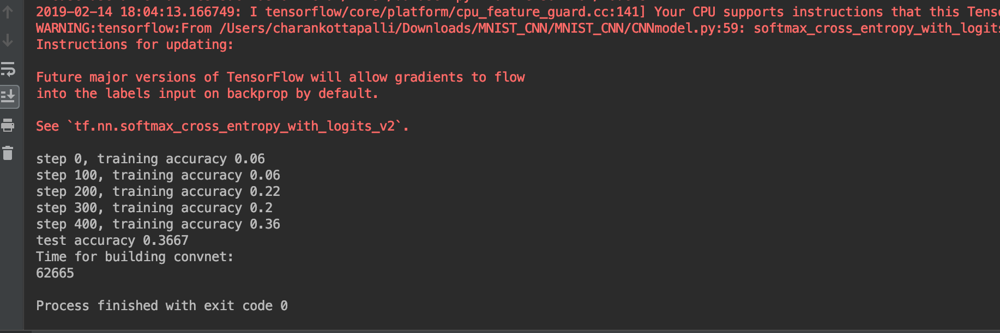 2019-02-14 18:04:13.166749: I tensorflow/core/platform/cpu_feature_guard.cc:141] Your CPU supports instructions that this Tens
WARNING:tensorflow:From /Users/charankottapalli/Downloads/MNIST_CNN/MNIST_CNN/CNNmodel.py:59: softmax_cross_entropy_with_logits
Instructions for updating:
Future major versions of TensorFlow will allow gradients to flow
into the labels input on backprop by default.
See `tf.nn.softmax_cross_entropy_with_logits_v2`.
step 0, training accuracy 0.06
step 100, training accuracy 0.06
step 200, training accuracy 0.22
step 300, training accuracy 0.2
step 400, training accuracy 0.36
test accuracy 0.3667
Time for building convnet:
62665
Process finished with exit code 0